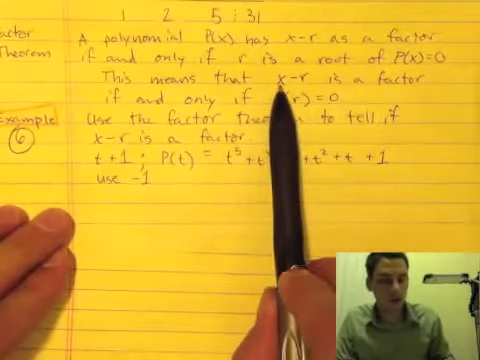 1 2 5 : 31
Factor A polynomial P(x) has x-r as a factor
Theorem if and only if r is a root of P(x)=0
This means that x-r is a factor
if and only if r)=0
Example Use the factor to tell if
6 x-r is a factor
t+1 ; P(t) = t⁵ + t + t² + t + 1
use -1